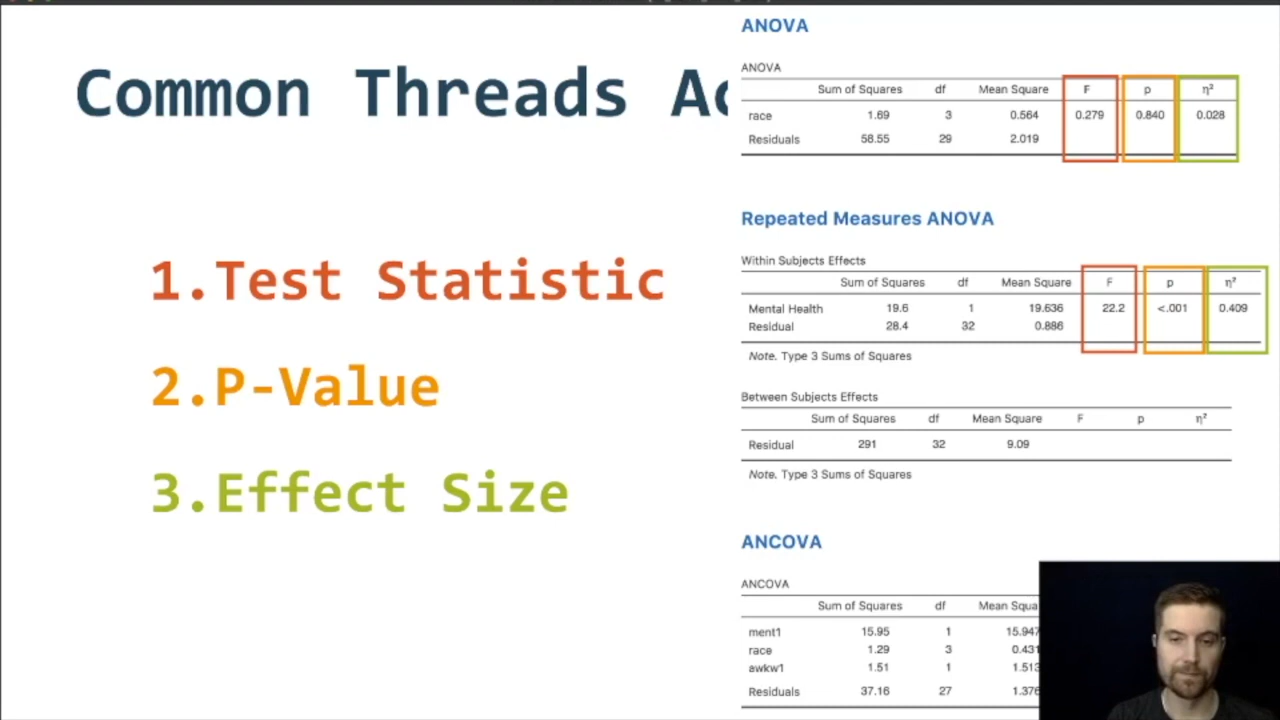 Common Threads Ac
1.Test Statistic
2.P-Value
3.Effect Size
ANOVA
ANOVA
Sum of Squares df Mean Square F p η²
race 1.69 3 0.564 0.279 0.840 0.028
Residuals 58.55 29 2.019
Repeated Measures ANOVA
Within Subjects Effects
Sum of Squares df Mean Square F p η²
Mental Health 19.6 1 19.636 22.2 <.001 0.409
Residual 28.4 32 0.886
Note. Type 3 Sums of Squares
Between Subjects Effects
Sum of Squares df Mean Square F p η²
Residual 291 32 9.09
Note. Type 3 Sums of Squares
ANCOVA
ANCOVA
Sum of Squares df Mean Squa
ment1 15.95 1 15.947
race 1.29 3 0.431
awkw1 1.51 1 1.513
Residuals 37.16 27 1.376